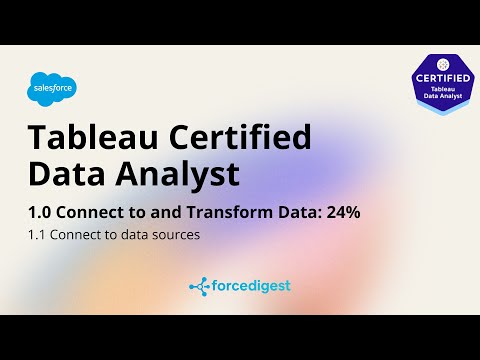 salesforce
CERTIFIED
Tableau
Data Analyst
Tableau Certified
Data Analyst
1.0 Connect to and Transform Data: 24%
1.1 Connect to data sources
forcedigest